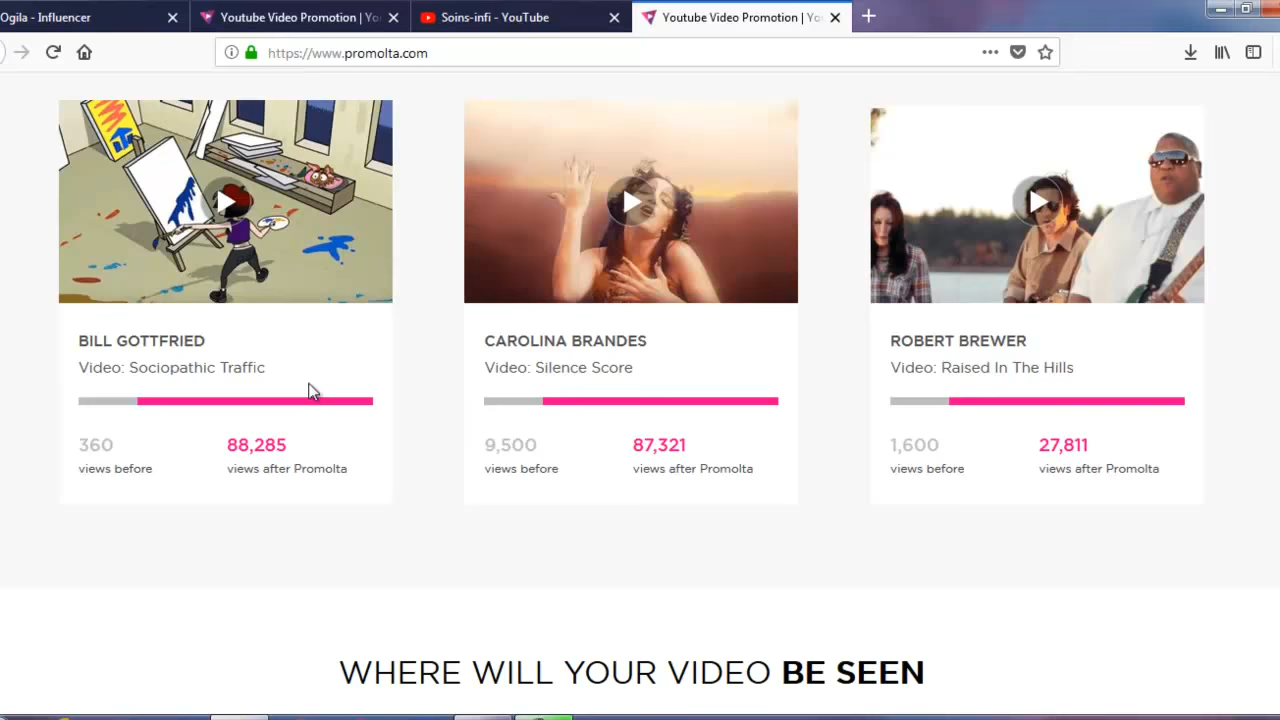 Ogila - Influencer
Youtube Video Promotion | Yo
Soins-infi - YouTube
Youtube Video Promotion | Yo
https://www.promolta.com
BILL GOTTFRIED
Video: Sociopathic Traffic
360
views before
88,285
views after Promolta
CAROLINA BRANDES
Video: Silence Score
9,500
views before
87,321
views after Promolta
ROBERT BREWER
Video: Raised In The Hills
1,600
views before
27,811
views after Promolta
WHERE WILL YOUR VIDEO BE SEEN